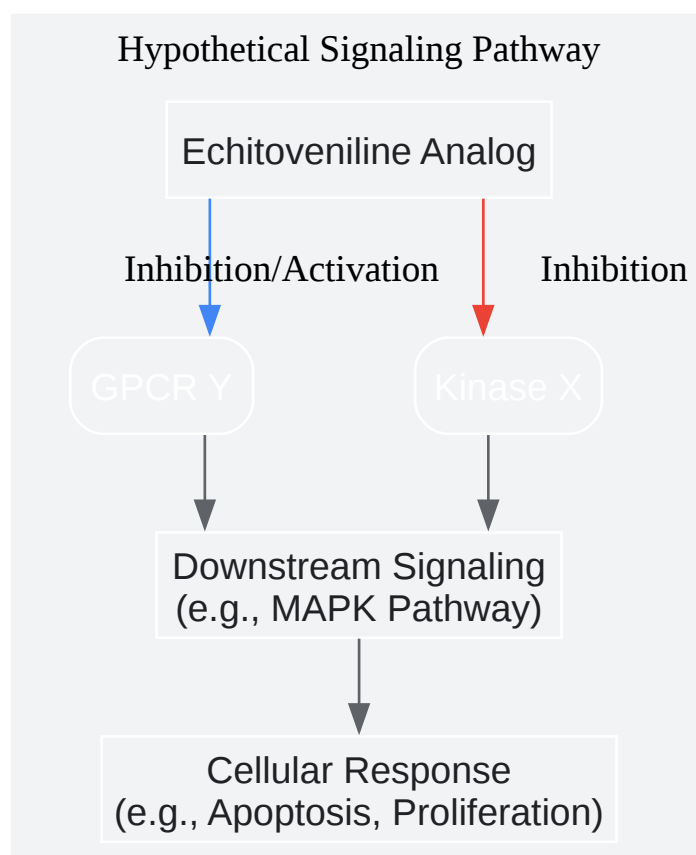 Hypothetical Signaling Pathway
Echitoveniline Analog
Inhibition/Activation
Inhibition
GPCR Y
Kinase X
Downstream Signaling
(e.g., MAPK Pathway)
Cellular Response
(e.g., Apoptosis, Proliferation)